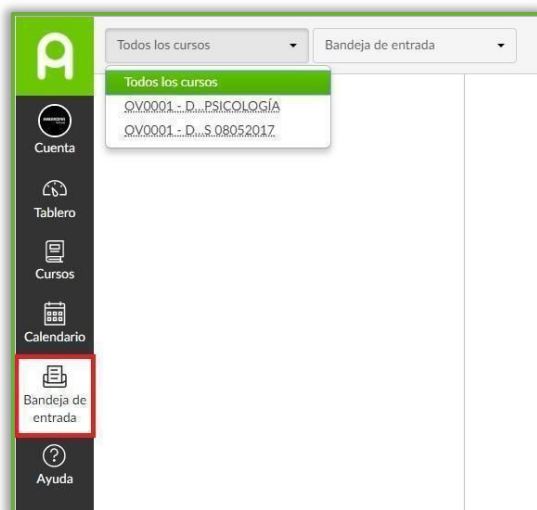 Todos los cursos
Bandeja de entrada
Todos los cursos
OV0001 - D...PSICOLOGÍA
OV0001 - D...S 08052017
Cuenta
Tablero
Cursos
Calendario
Bandeja de
entrada
Ayuda